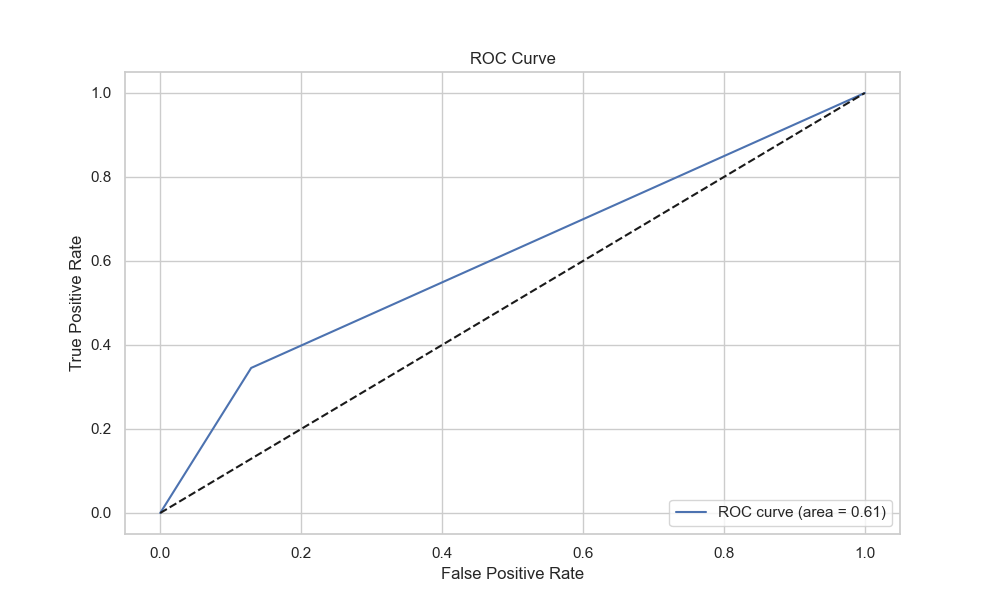 ROC Curve
True Positive Rate
1.0
0.8
0.6
0.4
0.2
0.0
ROC curve (area = 0.61)
0.0 0.2 0.4 0.6 0.8 1.0
False Positive Rate